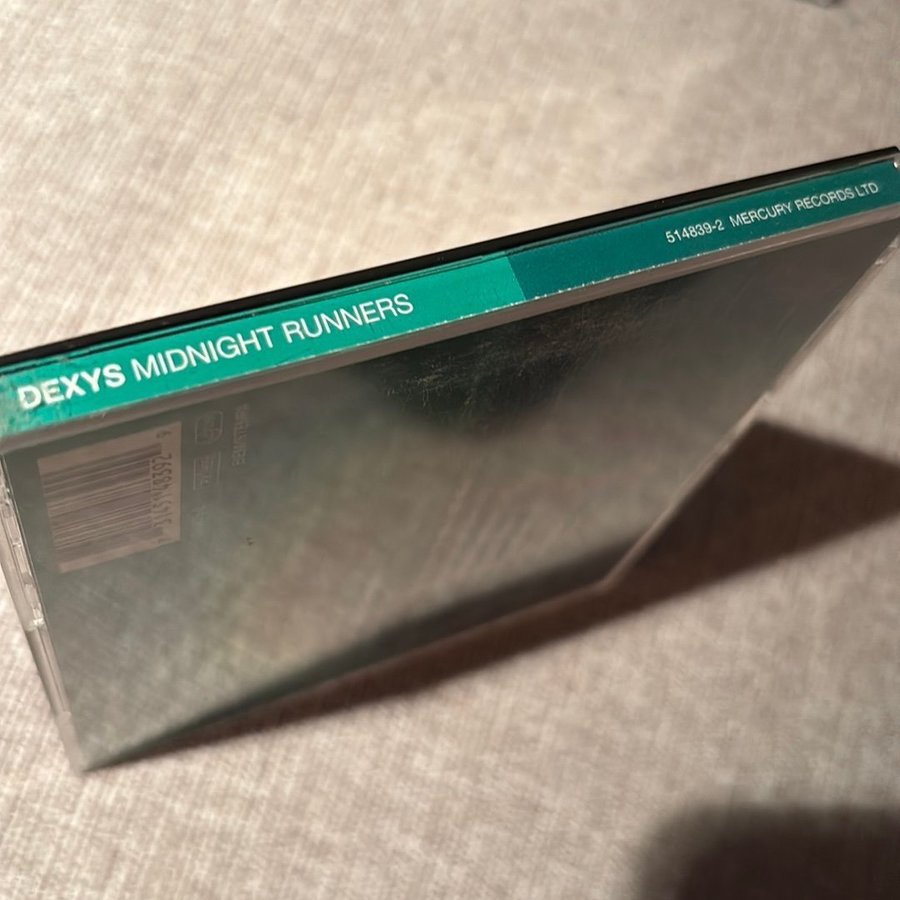 DEXYS MIDNIGHT RUNNERS
514839-2 MERCURY RECORDS LTD